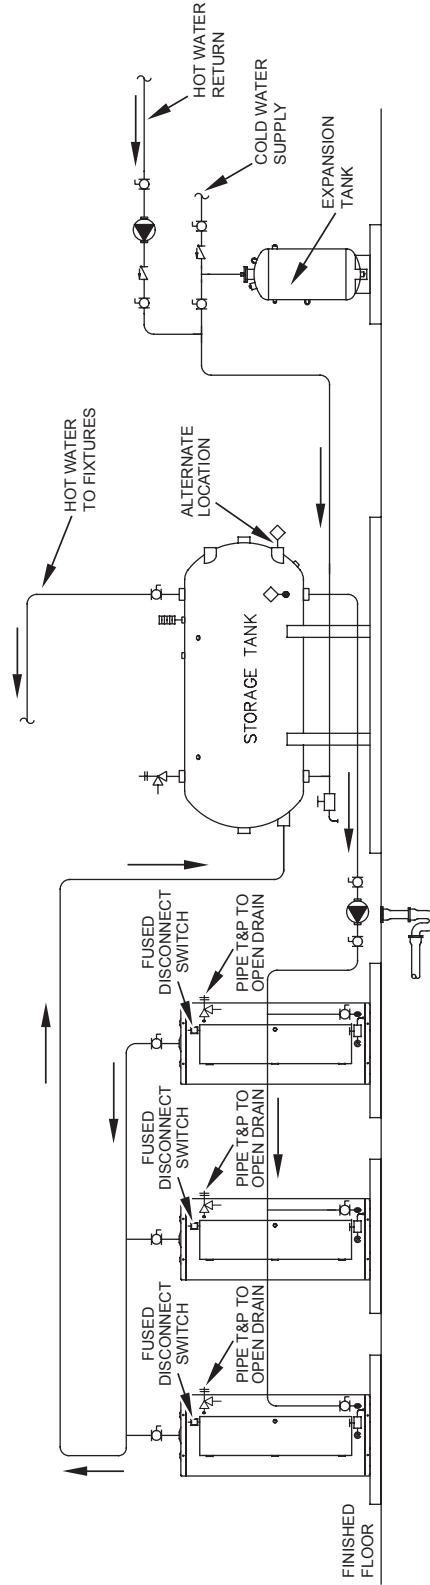 HOT WATER
RETURN
COLD WATER
SUPPLY
EXPANSION
TANK
HOT WATER
TO FIXTURES
ALTERNATE
LOCATION
STORAGE TANK
FUSED
DISCONNECT
SWITCH
PIPE T&P TO
OPEN DRAIN
FUSED
DISCONNECT
SWITCH
PIPE T&P TO
OPEN DRAIN
FUSED
DISCONNECT
SWITCH
PIPE T&P TO
OPEN DRAIN
FINISHED
FLOOR